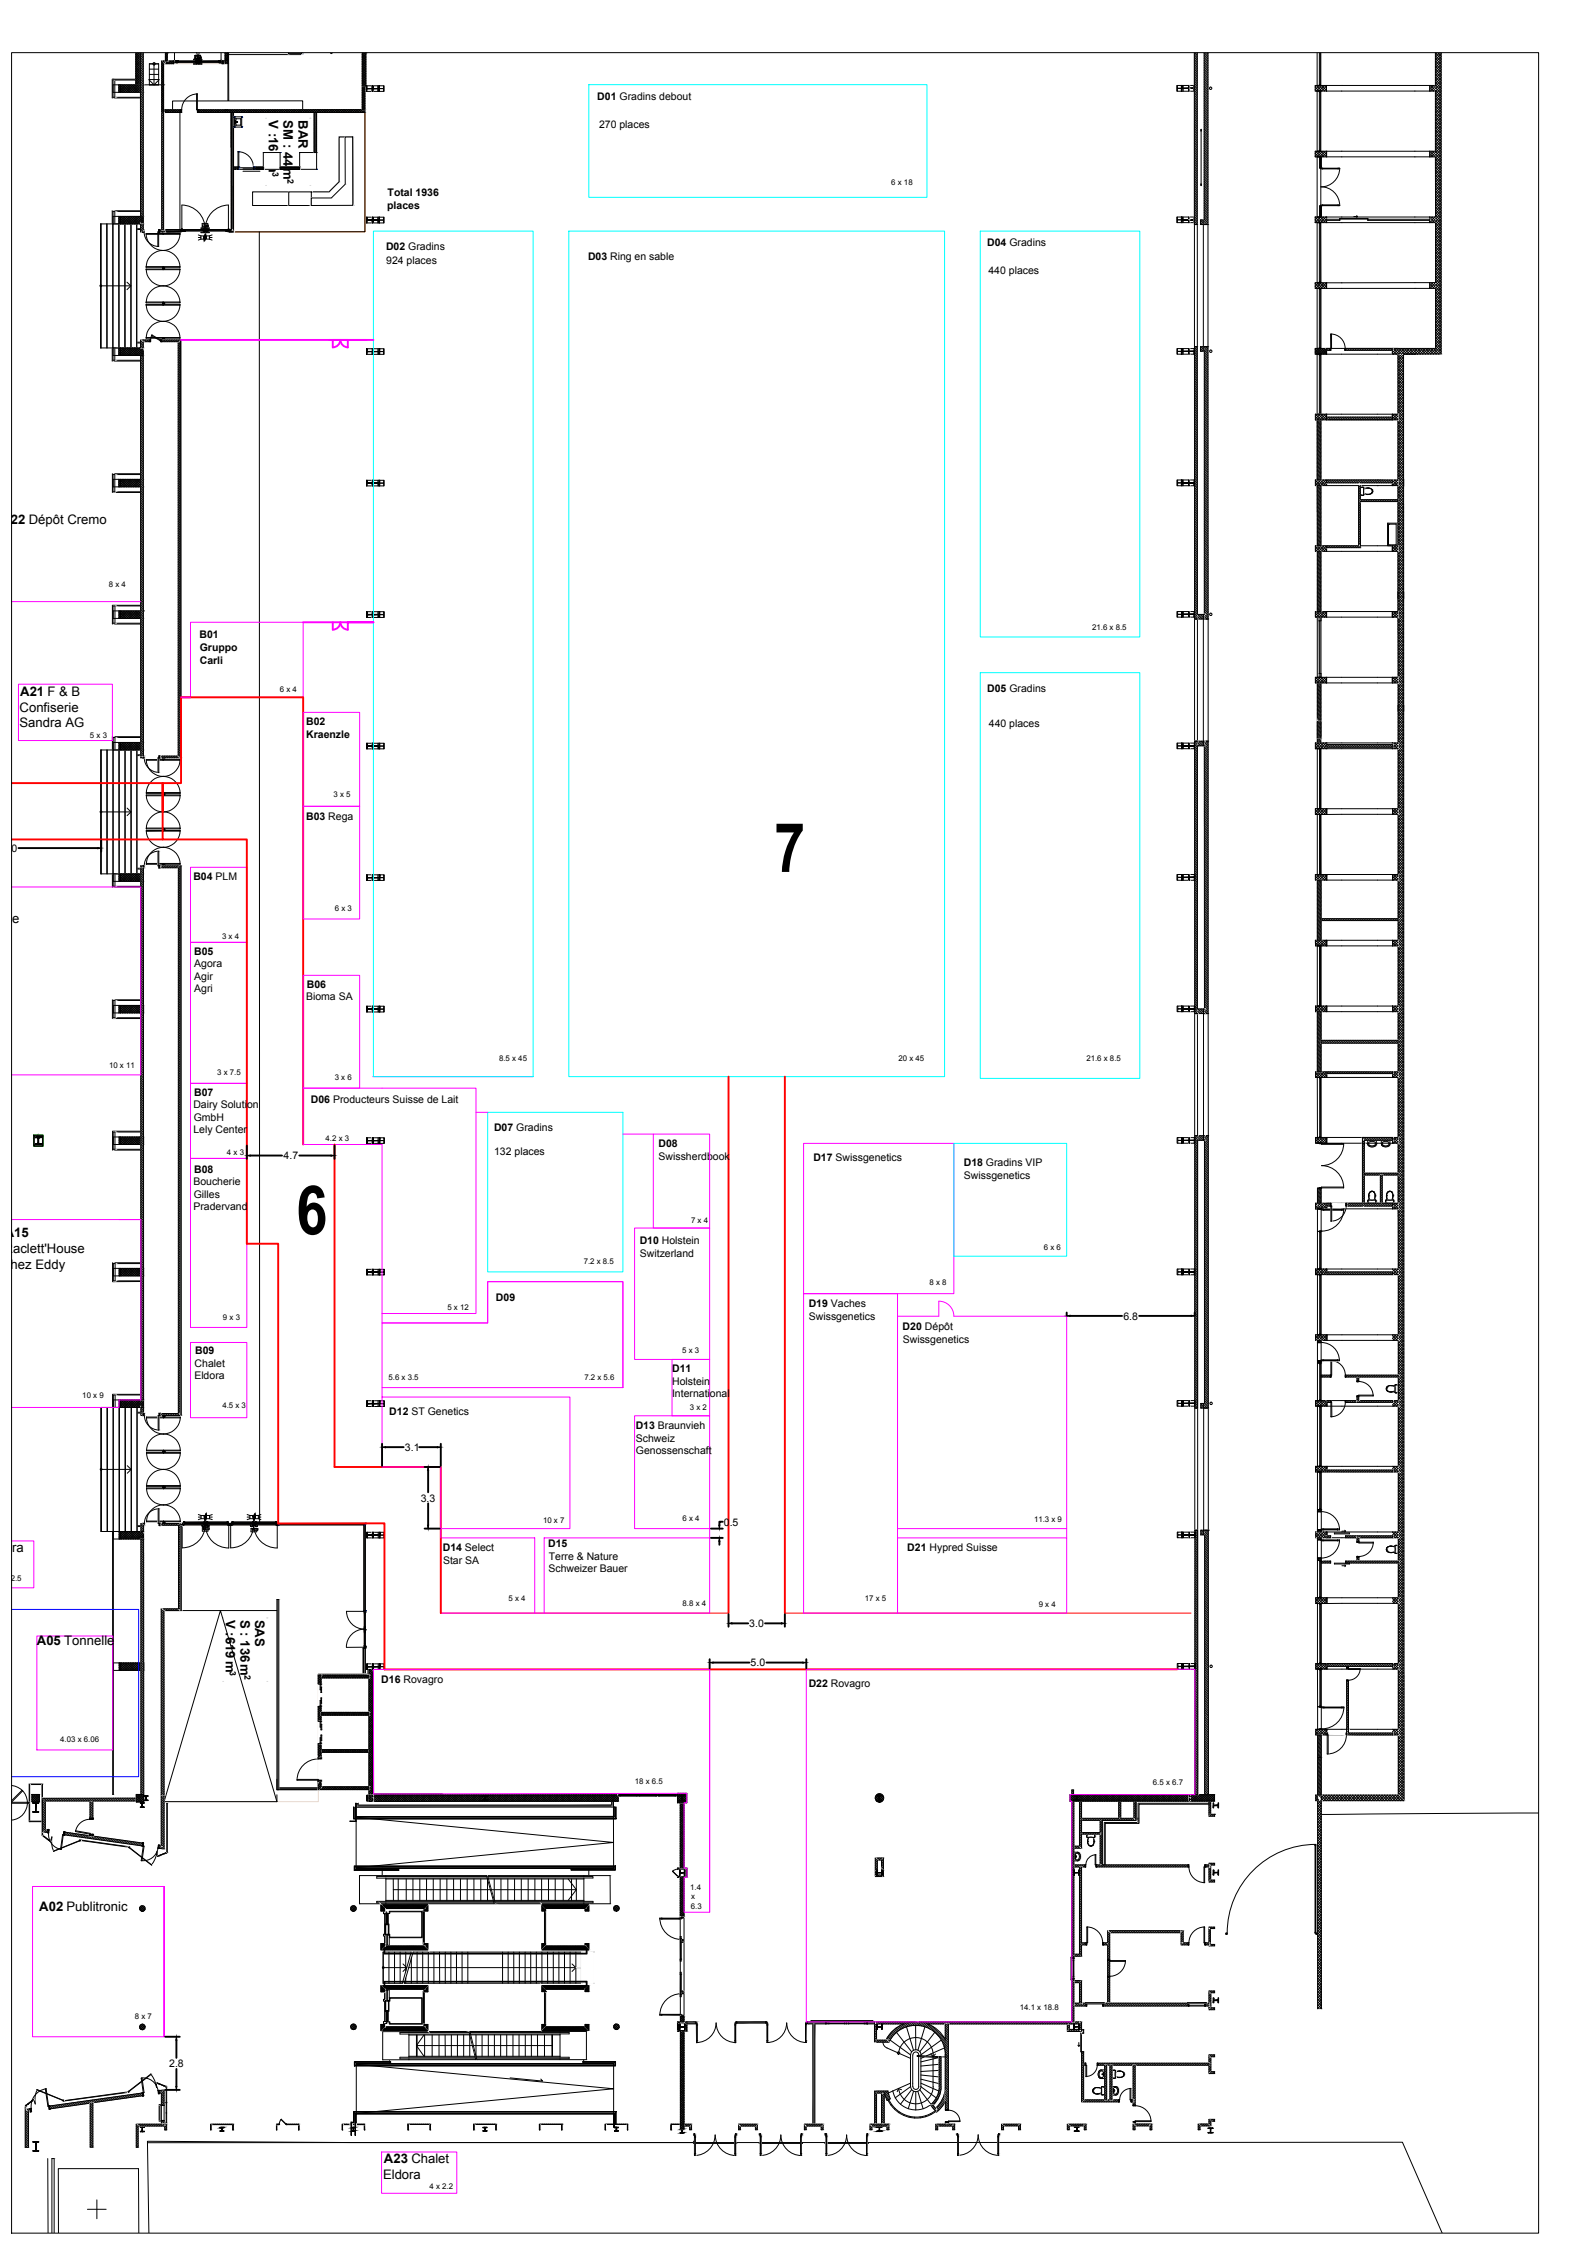 D01 Gradins debout
270 places
6 x 18
BAR
SM : 44 m²
V :16
Total 1936
places
D02 Gradins
924 places
8.5 x 45
D03 Ring en sable
20 x 45
D04 Gradins
440 places
21.6 x 8.5
22 Dépôt Cremo
8 x 4
B01
Gruppo
Carli
6 x 4
A21 F & B
Confiserie
Sandra AG
5 x 3
D05 Gradins
440 places
21.6 x 8.5
B02
Kraenzle
3 x 5
B03 Rega
6 x 3
7
0
B04 PLM
3 x 4
e
B05
Agora
Agir
Agri
3 x 7.5
B06
Bioma SA
3 x 6
10 x 11
B07
Dairy Solution
GmbH
Lely Center
4 x 3
D06 Producteurs Suisse de Lait
4.2 x 3
5 x 12
4.7
6
D07 Gradins
132 places
7.2 x 8.5
D08
Swissherdbook
7 x 4
D17 Swissgenetics
8 x 8
D18 Gradins VIP
Swissgenetics
6 x 6
B08
Boucherie
Gilles
Pradervand
9 x 3
15
aclett'House
hez Eddy
10 x 9
D10 Holstein
Switzerland
5 x 3
D09
5.6 x 3.5
7.2 x 5.6
D19 Vaches
Swissgenetics
17 x 5
D20 Dépôt
Swissgenetics
11.3 x 9
6.8
B09
Chalet
Eldora
4.5 x 3
D11
Holstein
International
3 x 2
D12 ST Genetics
10 x 7
3.1
3.3
D13 Braunvieh
Schweiz
Genossenschaft
6 x 4
0.5
D14 Select
Star SA
5 x 4
D15
Terre & Nature
Schweizer Bauer
8.8 x 4
D21 Hypred Suisse
9 x 4
ra
2.5
3.0
SAS
S : 136 m²
V :619 m³
A05 Tonnelle
4.03 x 6.06
5.0
D16 Rovagro
18 x 6.5
1.4
x
6.3
D22 Rovagro
6.5 x 6.7
14.1 x 18.8
A02 Publitronic
8 x 7
2.8
A23 Chalet
Eldora
4 x 2.2